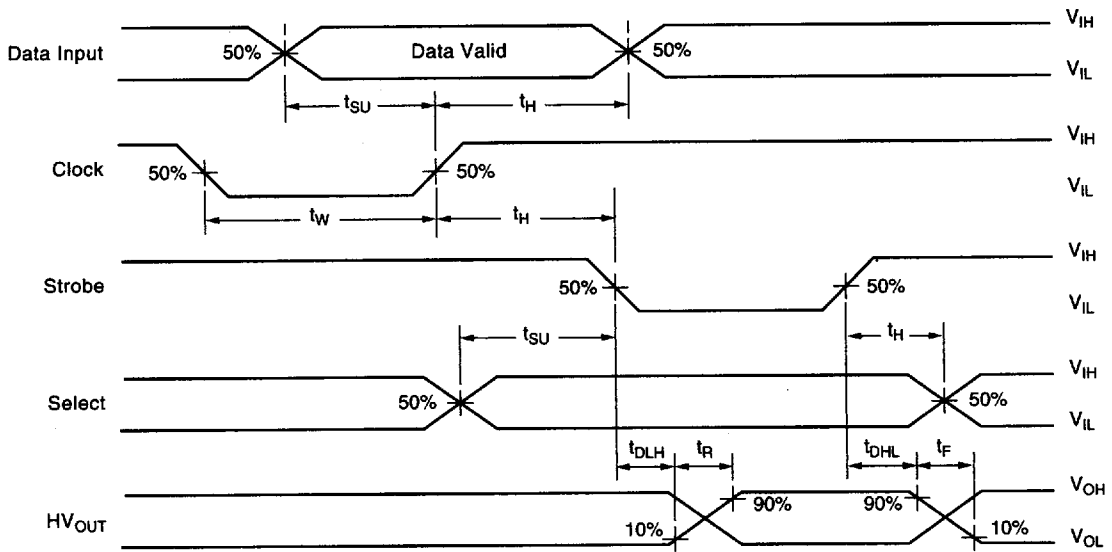 V_IH
Data Input 50% Data Valid 50%
V_IL
t_SU t_H
V_IH
Clock 50% 50%
V_IL
t_W t_H
V_IH
Strobe 50% 50%
V_IL
t_SU t_H
V_IH
Select 50% 50%
V_IL
t_DLH t_R t_DHL t_F
V_OH
90% 90%
HV_OUT 10% 10%
V_OL